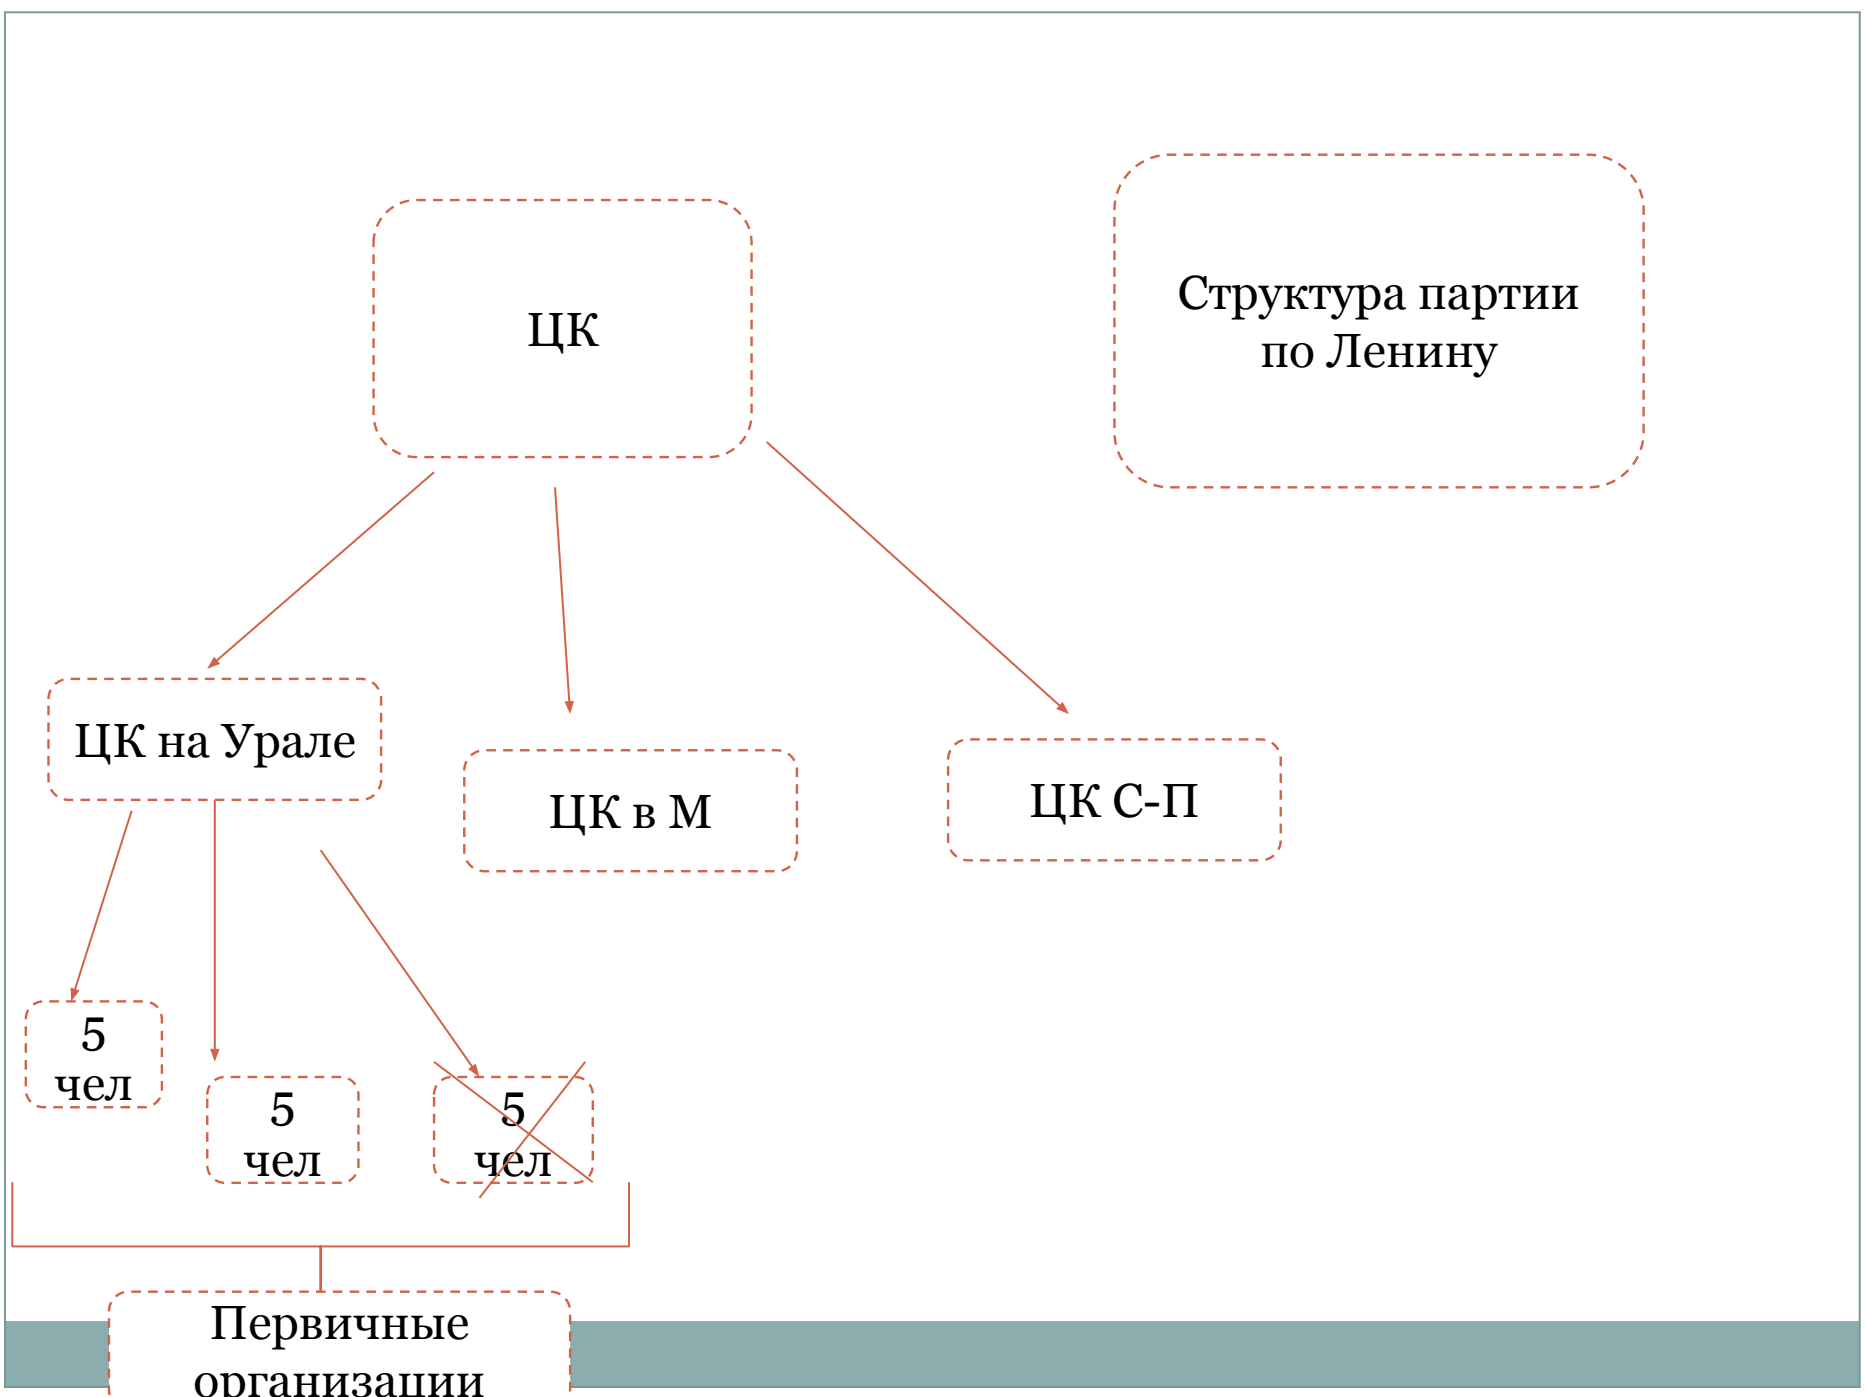 Структура партии
по Ленину
ЦК
ЦК на Урале
ЦК в М
ЦК С-П
5
чел
5
чел
5
чел
Первичные
организации